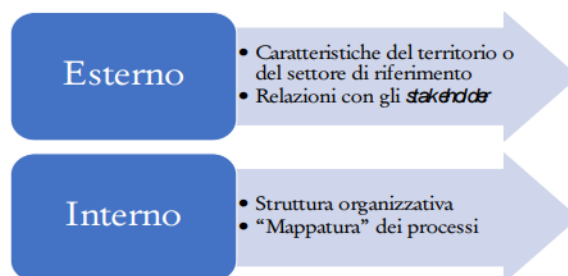 Esterno
• Caratteristiche del territorio o
del settore di riferimento
• Relazioni con gli stakeholder
Interno
• Struttura organizzativa
• “Mappatura” dei processi